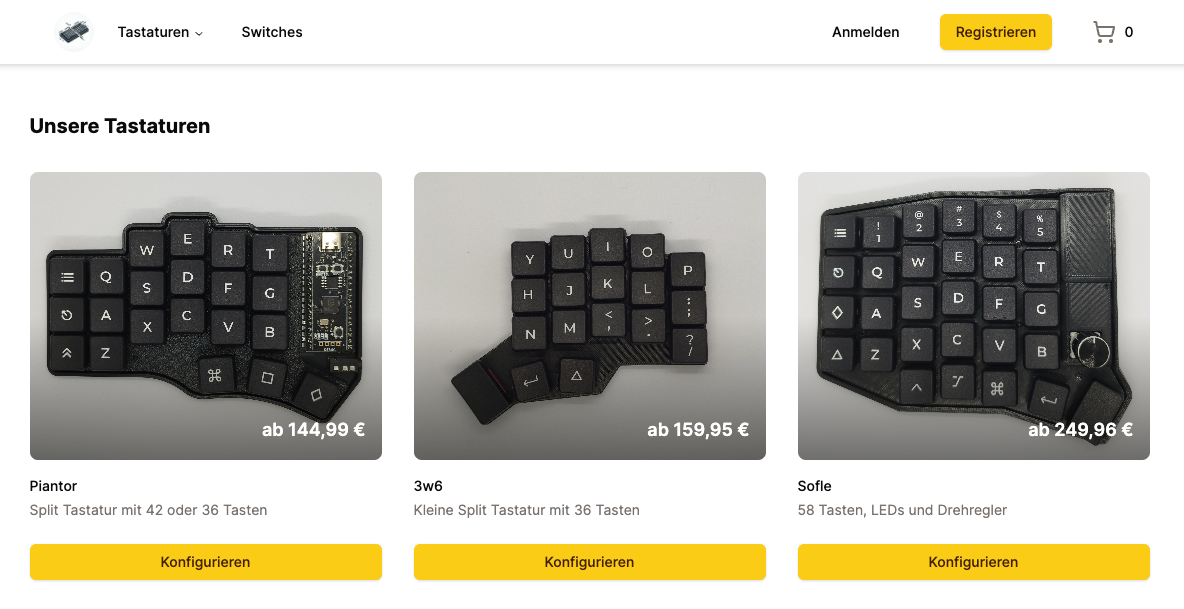 Tastaturen
Switches
Anmelden
Registrieren
0
Unsere Tastaturen
Q W E R T
A S D F G
Z X C V B
ab 144,99 €
Y U I O P
H J K L : ;
N M < , > . ? /
ab 159,95 €
! 1 @ 2 # 3 $ 4 % 5
Q W E R T
A S D F G
Z X C V B
ab 249,96 €
Piantor
Split Tastatur mit 42 oder 36 Tasten
Konfigurieren
3w6
Kleine Split Tastatur mit 36 Tasten
Konfigurieren
Sofle
58 Tasten, LEDs und Drehregler
Konfigurieren